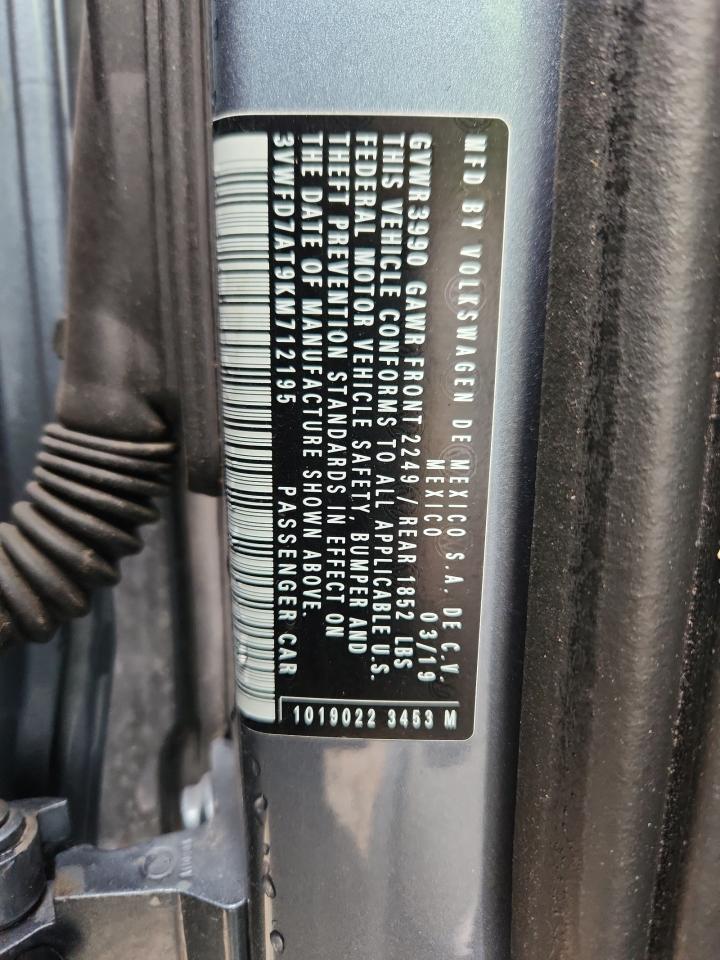 MFD BY VOLKSWAGEN DE MEXICO S.A. DE C.V.
MEXICO 03/19
GVWR 3990 GAWR FRONT 2249 / REAR 1852 LBS
THIS VEHICLE CONFORMS TO ALL APPLICABLE U.S.
FEDERAL MOTOR VEHICLE SAFETY, BUMPER AND
THEFT PREVENTION STANDARDS IN EFFECT ON
THE DATE OF MANUFACTURE SHOWN ABOVE.
3VWFD7AT9KM712195 PASSENGER CAR
1019022 3453 M